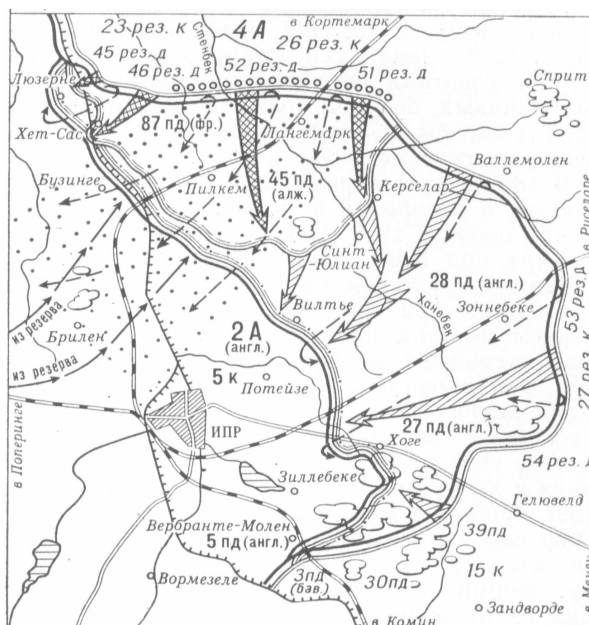 в Кортемарк
23 рез. к
4 А
26 рез. к
45 рез. д
Стенбек
52 рез. д
51 рез. д
46 рез. д
Сприт
Люзерне
87 пд (фр.)
Лангемарк
Хет-Сас
Валлемолен
Бузинге
Пилкем
45 пд
(алж.)
Керселар
в Руселаре
Синт-
Юлиан
28 пд (англ.)
Вилтье
Ханебек
Зоннебеке
53 рез. д
из резерва
Брилен
2 А
(англ.)
27 рез. к
из резерва
5 к
Потейзе
27 пд (англ.)
в Поперинге
ИПР
Хоге
54 рез. д
Зиллебеке
Гелювелд
Вербранте-Молен
5 пд (англ.)
39 пд
3 пд
(бав.)
30 пд
15 к
Вормезеле
Зандворде
в Комин